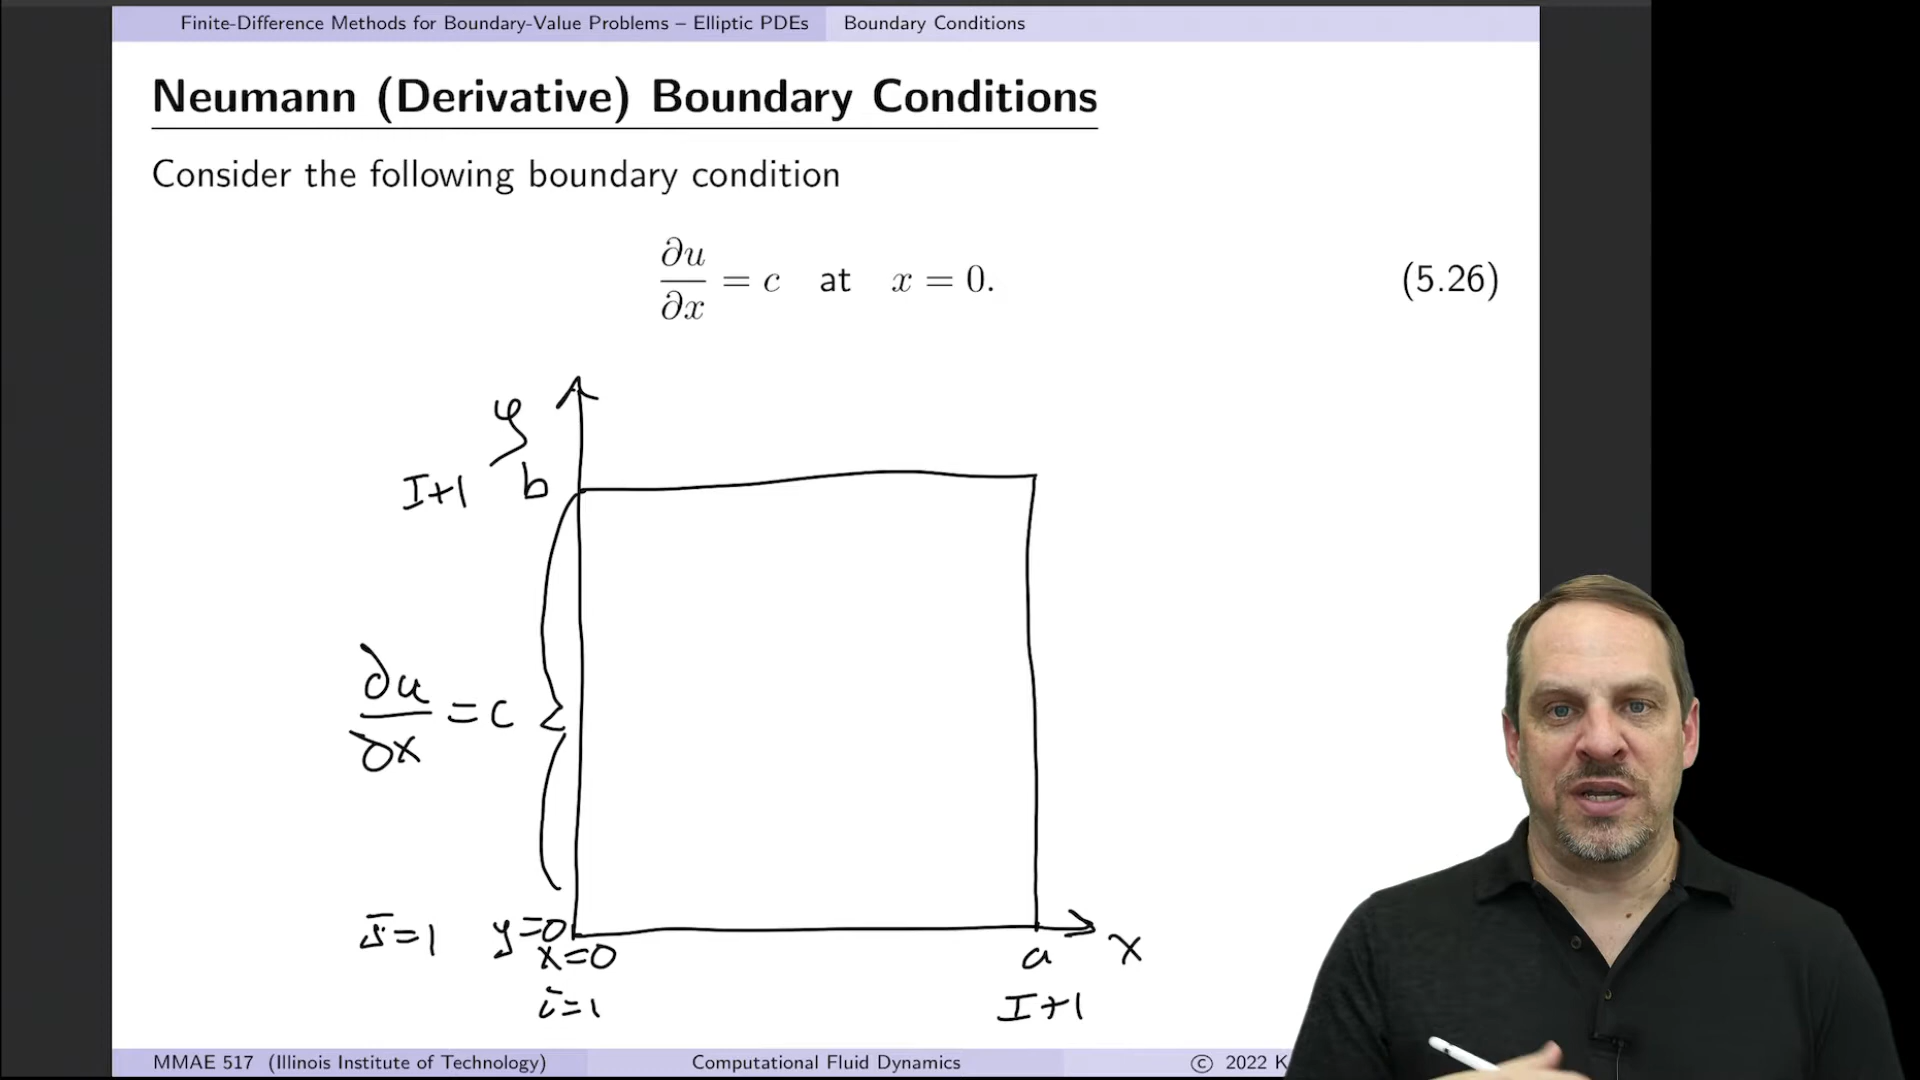 Finite-Difference Methods for Boundary-Value Problems – Elliptic PDEs Boundary Conditions
Neumann (Derivative) Boundary Conditions
Consider the following boundary condition
∂u/∂x = c at x = 0. (5.26)
y
I+1 b
∂u/∂x = c
j=1 y=0
x=0 a x
i=1 I+1
MMAE 517 (Illinois Institute of Technology) Computational Fluid Dynamics © 2022 K